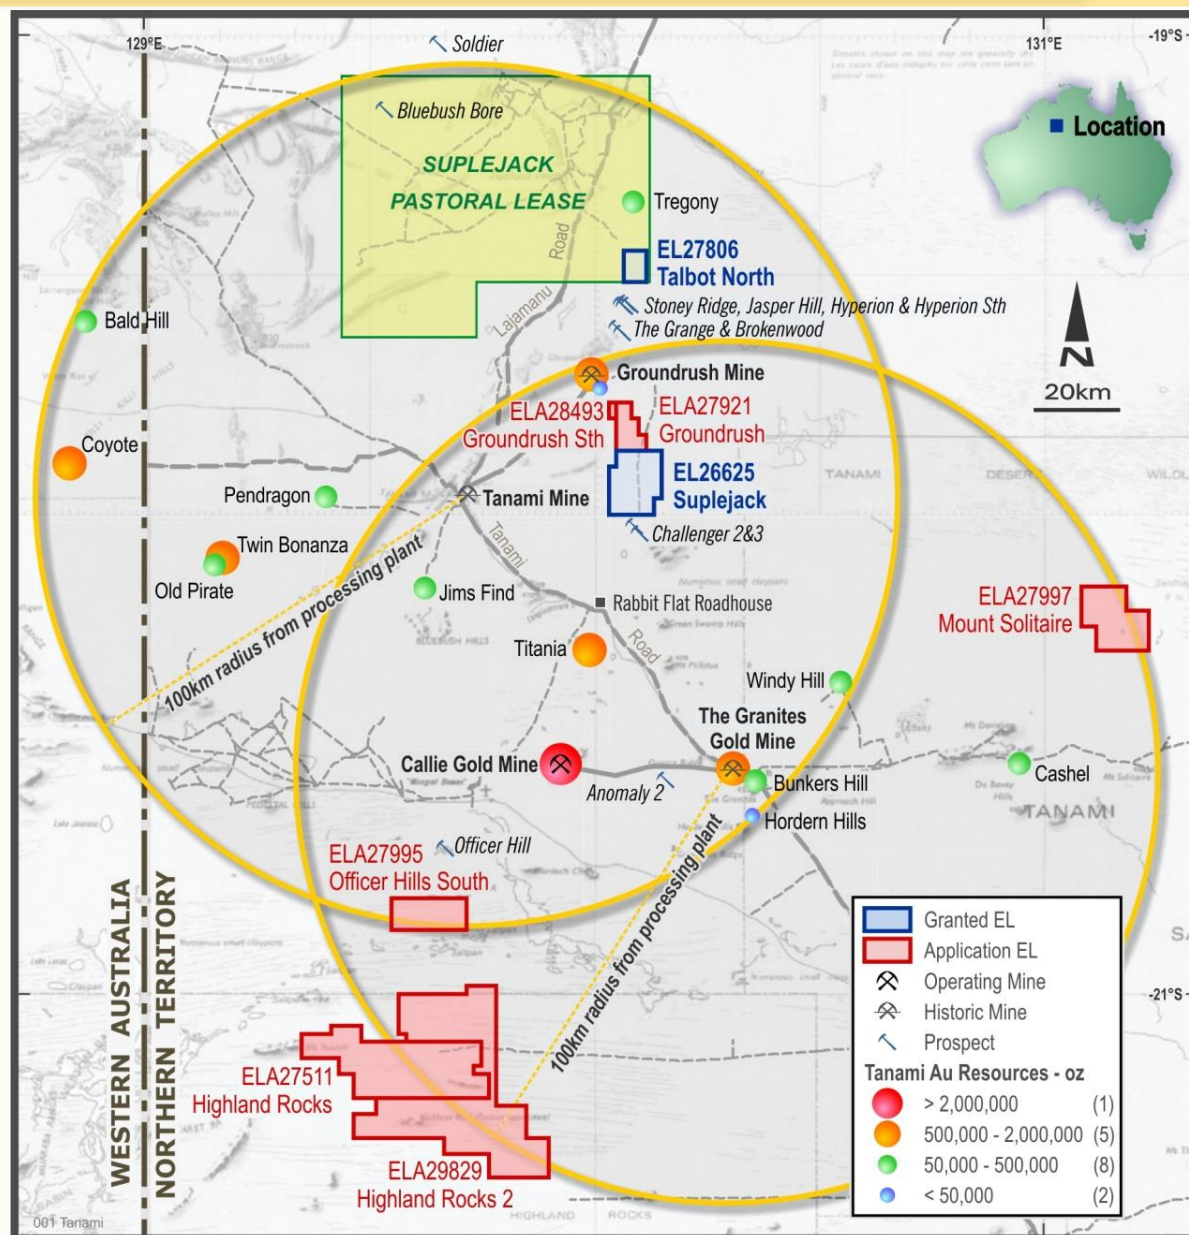 129°E
131°E
-19°S
Soldier
Bluebush Bore
SUPLEJACK
PASTORAL LEASE
Location
Tregony
Road
EL27806
Talbot North
Stoney Ridge, Jasper Hill, Hyperion & Hyperion Sth
The Grange & Brokenwood
Lajamanu
Bald Hill
N
20km
Groundrush Mine
ELA28493
Groundrush Sth
ELA27921
Groundrush
Coyote
EL26625
Suplejack
TANAMI
DESERT
WILDL
Pendragon
Tanami Mine
Challenger 2&3
Tanami
Twin Bonanza
Old Pirate
Jims Find
Rabbit Flat Roadhouse
ELA27997
Mount Solitaire
100km radius from processing plant
BLUEBUSH HILLS
Titania
Road
Windy Hill
The Granites
Gold Mine
Callie Gold Mine
Anomaly 2
Bunkers Hill
Cashel
Hordern Hills
TANAMI
Officer Hill
ELA27995
Officer Hills South
100km radius from processing plant
WESTERN AUSTRALIA
NORTHERN TERRITORY
-21°S
ELA27511
Highland Rocks
ELA29829
Highland Rocks 2
HIGHLAND ROCKS
001 Tanami
Granted EL
Application EL
Operating Mine
Historic Mine
Prospect
Tanami Au Resources - oz
> 2,000,000 (1)
500,000 - 2,000,000 (5)
50,000 - 500,000 (8)
< 50,000 (2)